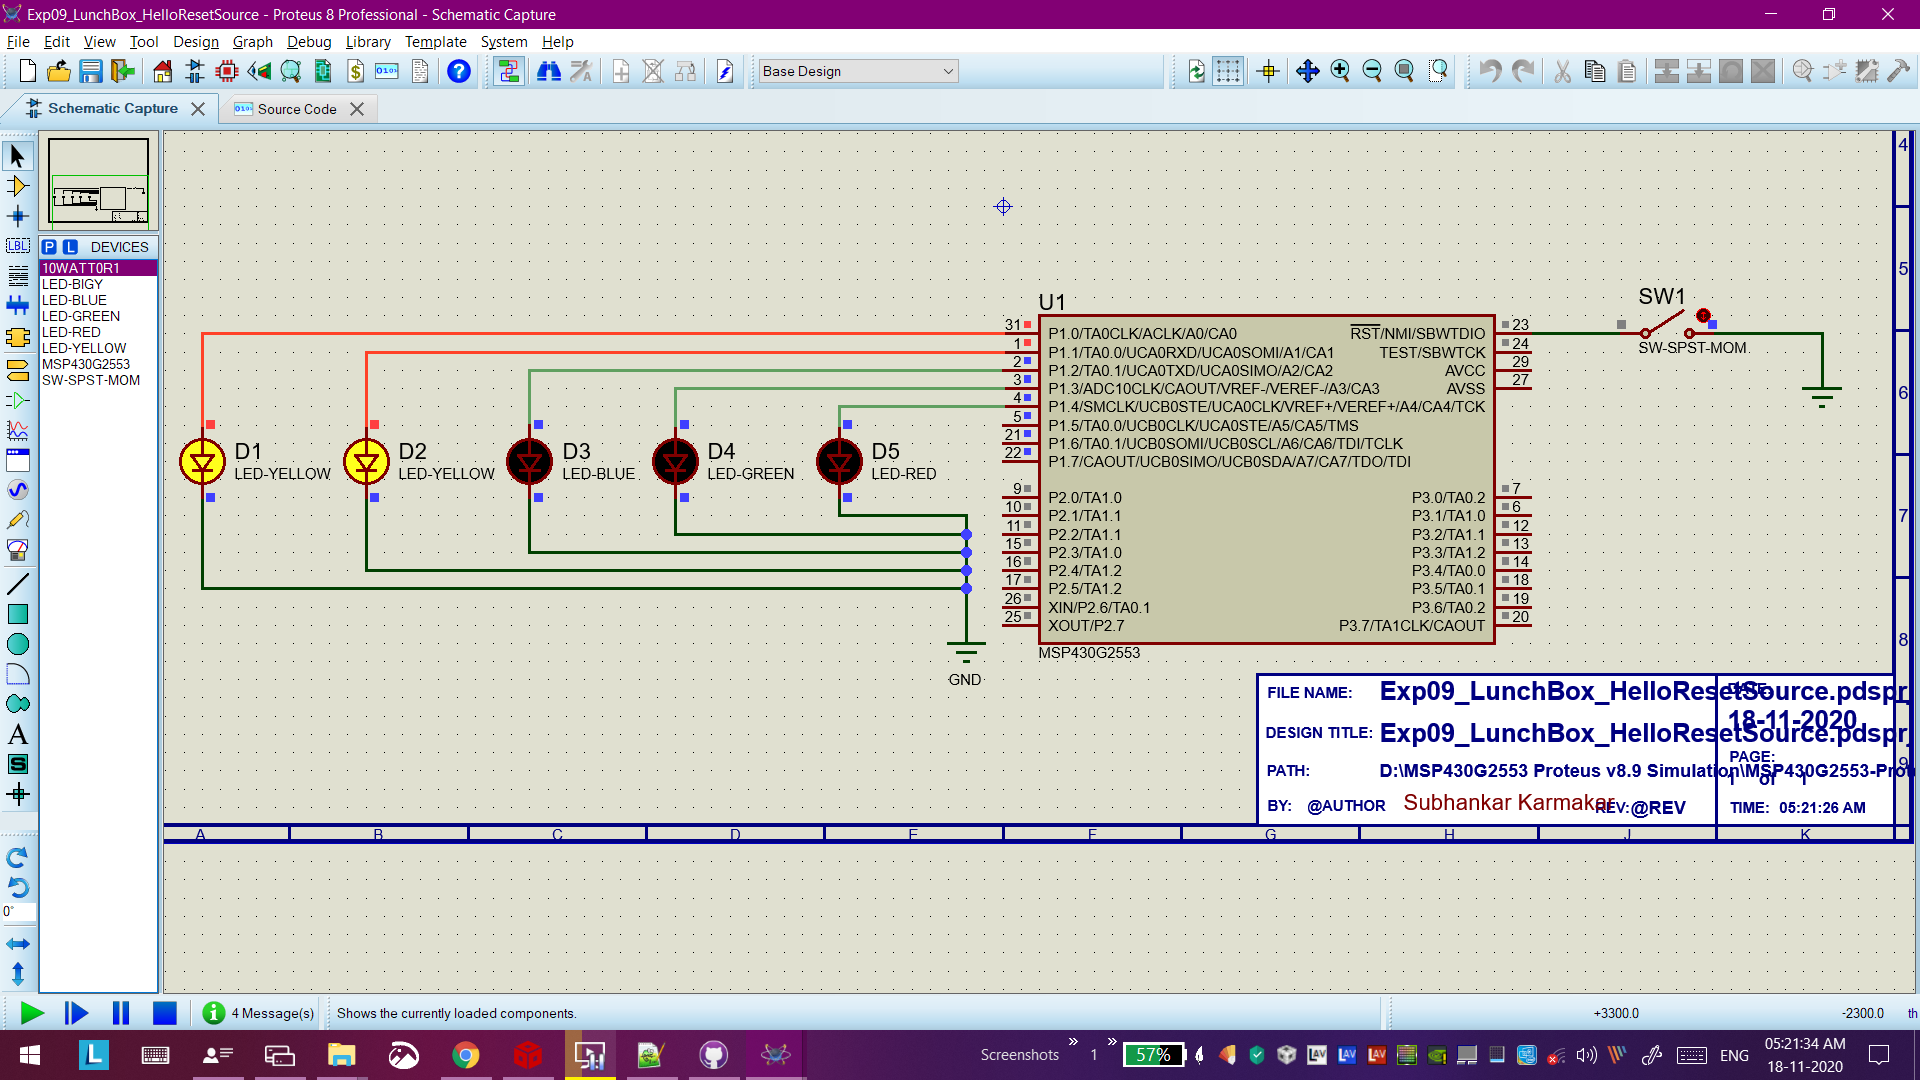 Exp09_LunchBox_HelloResetSource - Proteus 8 Professional - Schematic Capture
File Edit View Tool Design Graph Debug Library Template System Help
Base Design
Schematic Capture
Source Code
P L DEVICES
10WATT0R1
LED-BIGY
LED-BLUE
LED-GREEN
LED-RED
LED-YELLOW
MSP430G2553
SW-SPST-MOM
LBL
A
S
0°
4
5
6
7
8
9
U1
31 P1.0/TA0CLK/ACLK/A0/CA0
1 P1.1/TA0.0/UCA0RXD/UCA0SOMI/A1/CA1
2 P1.2/TA0.1/UCA0TXD/UCA0SIMO/A2/CA2
3 P1.3/ADC10CLK/CAOUT/VREF-/VEREF-/A3/CA3
4 P1.4/SMCLK/UCB0STE/UCA0CLK/VREF+/VEREF+/A4/CA4/TCK
5 P1.5/TA0.0/UCB0CLK/UCA0STE/A5/CA5/TMS
21 P1.6/TA0.1/UCB0SOMI/UCB0SCL/A6/CA6/TDI/TCLK
22 P1.7/CAOUT/UCB0SIMO/UCB0SDA/A7/CA7/TDO/TDI
9 P2.0/TA1.0
10 P2.1/TA1.1
11 P2.2/TA1.1
15 P2.3/TA1.0
16 P2.4/TA1.2
17 P2.5/TA1.2
26 XIN/P2.6/TA0.1
25 XOUT/P2.7
RST/NMI/SBWTDIO 23
TEST/SBWTCK 24
AVCC 29
AVSS 27
P3.0/TA0.2 7
P3.1/TA1.0 6
P3.2/TA1.1 12
P3.3/TA1.2 13
P3.4/TA0.0 14
P3.5/TA0.1 18
P3.6/TA0.2 19
P3.7/TA1CLK/CAOUT 20
MSP430G2553
SW1
SW-SPST-MOM
D1
LED-YELLOW
D2
LED-YELLOW
D3
LED-BLUE
D4
LED-GREEN
D5
LED-RED
GND
FILE NAME: Exp09_LunchBox_HelloResetSource.pdspr
DATE:
18-11-2020
DESIGN TITLE: Exp09_LunchBox_HelloResetSource.pdspr
PAGE:
1 of 1
PATH: D:\MSP430G2553 Proteus v8.9 Simulation\MSP430G2553-Prot
BY: @AUTHOR Subhankar Karmakar REV:@REV
TIME: 05:21:26 AM
A B C D E F G H J K
4 Message(s)
Shows the currently loaded components.
+3300.0 -2300.0 th
Screenshots 1 57% ENG
05:21:34 AM
18-11-2020